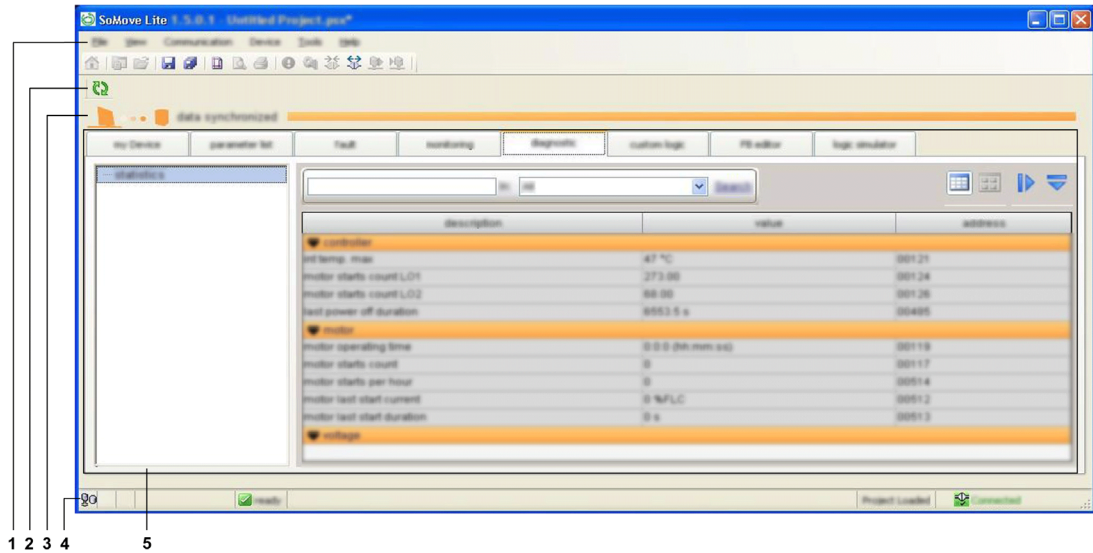 SoMove Lite 1.5.0.1 - Untitled Project.psx*
File View Communication Device Tools Help
data synchronized
my Device parameter list fault monitoring diagnostic custom logic FB editor logic simulator
statistics
In: All Search
description value address
controller
int temp. max 47 °C 00121
motor starts count LO1 273.00 00124
motor starts count LO2 68.00 00126
last power off duration 8553.5 s 00485
motor
motor operating time 0:0:0 (hh:mm:ss) 00119
motor starts count 0 00117
motor starts per hour 0 00514
motor last start current 0 %FLC 00512
motor last start duration 0 s 00513
voltage
ready Project Loaded Connected
1 2 3 4 5